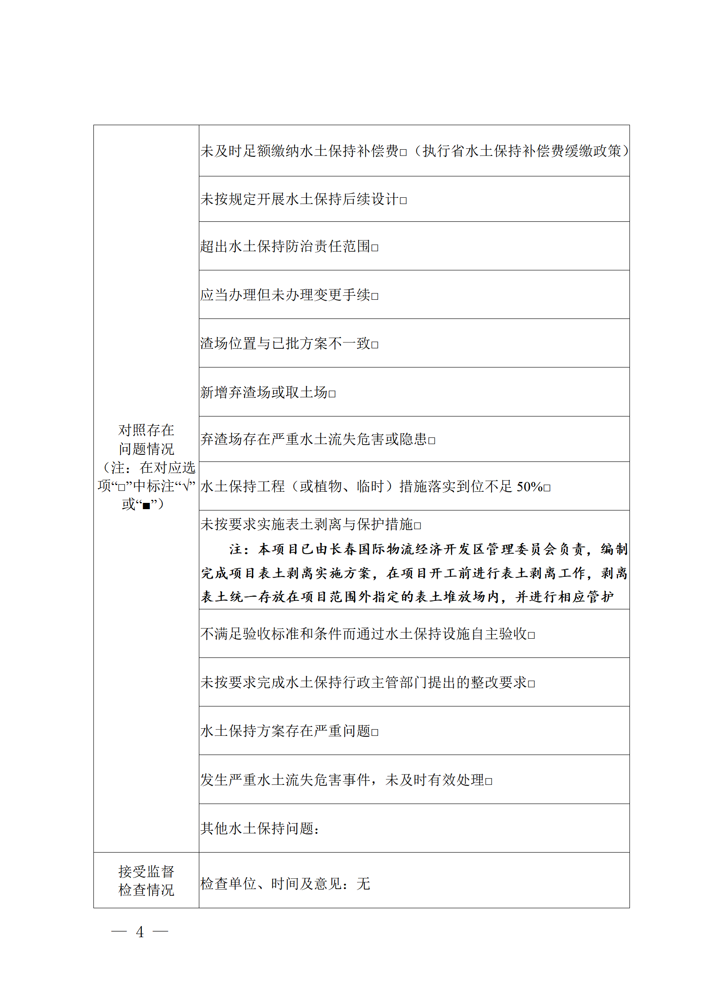 未及时足额缴纳水土保持补偿费□（执行省水土保持补偿费缓缴政策）
未按规定开展水土保持后续设计□
超出水土保持防治责任范围□
应当办理但未办理变更手续□
渣场位置与已批方案不一致□
新增弃渣场或取土场□
对照存在
问题情况
（注：在对应选
项“□”中标注“√”
或“■”）
弃渣场存在严重水土流失危害或隐患□
水土保持工程（或植物、临时）措施落实到位不足 50%□
未按要求实施表土剥离与保护措施□
注：本项目已由长春国际物流经济开发区管理委员会负责，编制
完成项目表土剥离实施方案，在项目开工前进行表土剥离工作，剥离
表土统一存放在项目范围外指定的表土堆放场内，并进行相应管护
不满足验收标准和条件而通过水土保持设施自主验收□
未按要求完成水土保持行政主管部门提出的整改要求□
水土保持方案存在严重问题□
发生严重水土流失危害事件，未及时有效处理□
其他水土保持问题：
接受监督
检查情况
检查单位、时间及意见：无
— 4 —